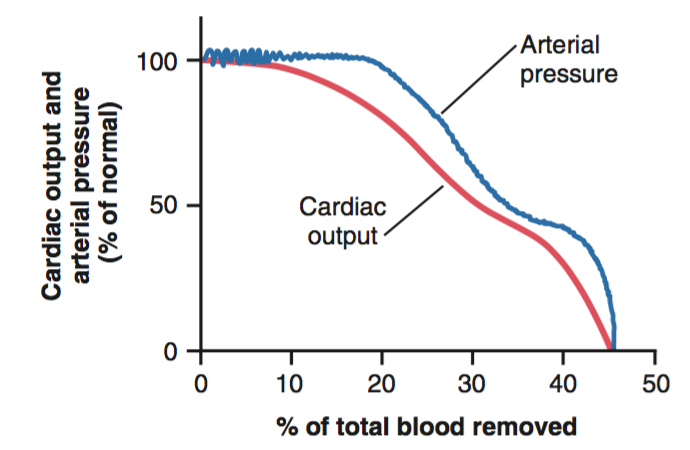 Arterial
pressure
Cardiac output and
arterial pressure
(% of normal)
100
50
0
Cardiac
output
0 10 20 30 40 50
% of total blood removed